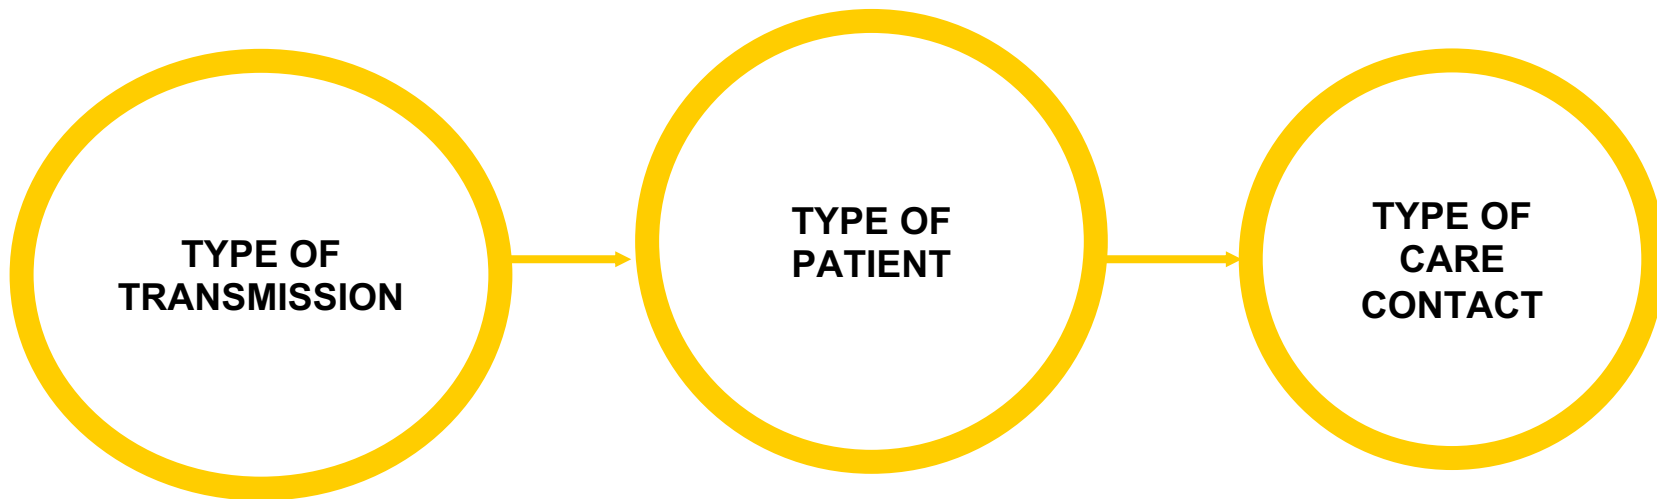 TYPE OF
TRANSMISSION
TYPE OF
PATIENT
TYPE OF
CARE
CONTACT